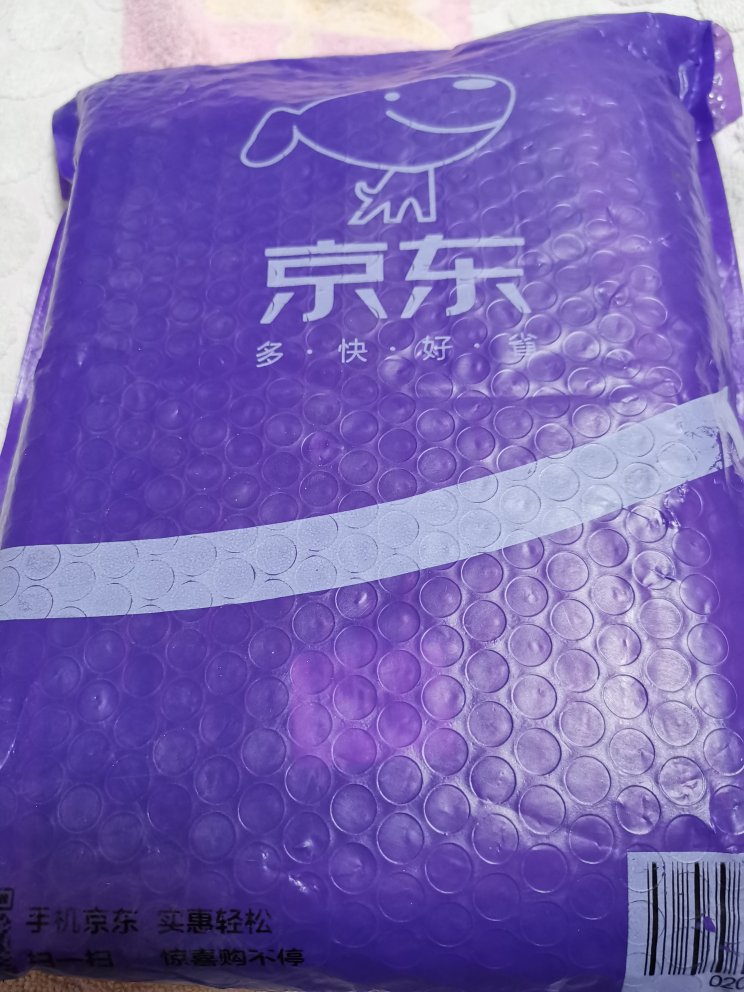 京东
多·快·好·省
手机京东 实惠轻松
扫一扫 惊喜购不停
020